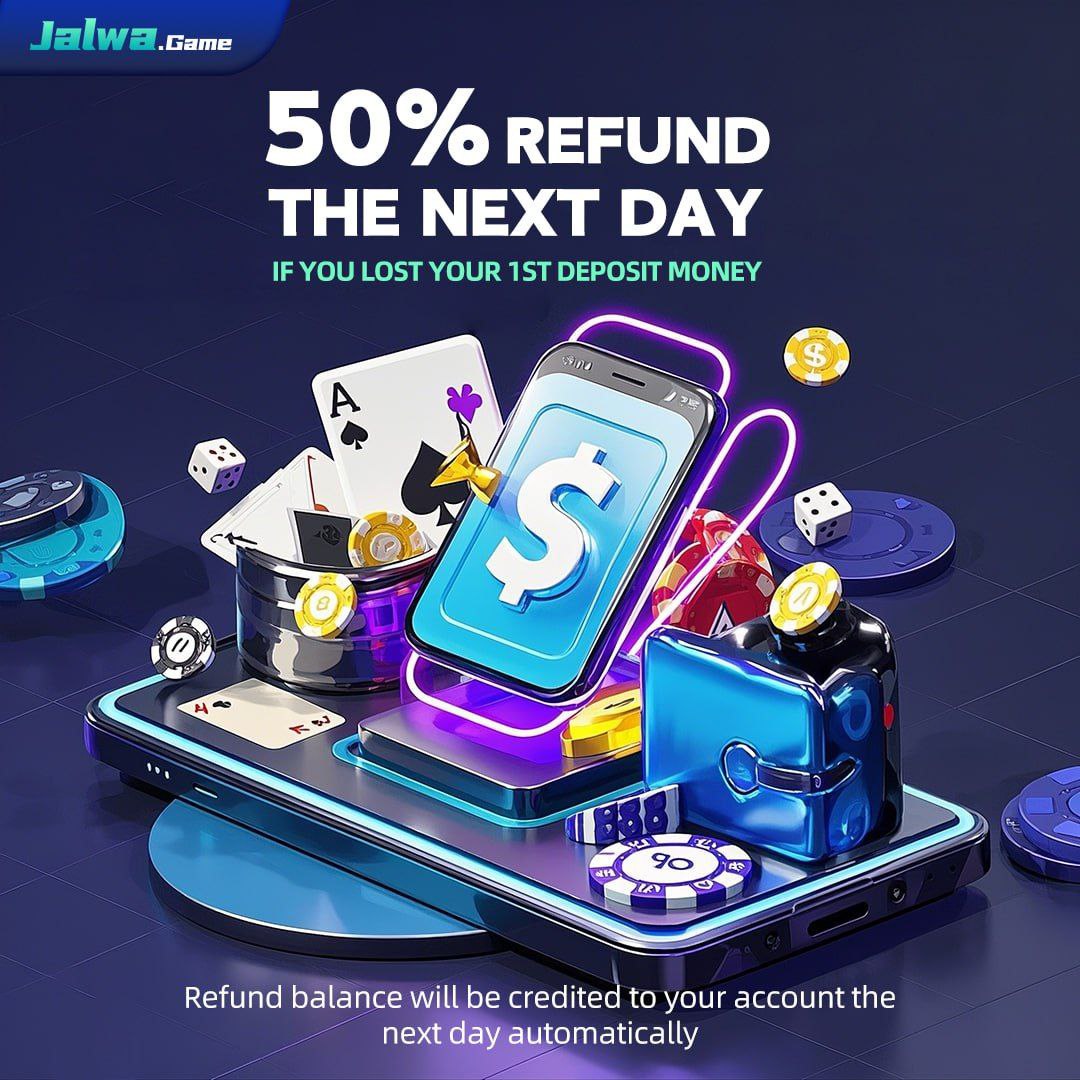 Jalwa.Game
50% REFUND
THE NEXT DAY
IF YOU LOST YOUR 1ST DEPOSIT MONEY
A
$
$
Refund balance will be credited to your account the
next day automatically